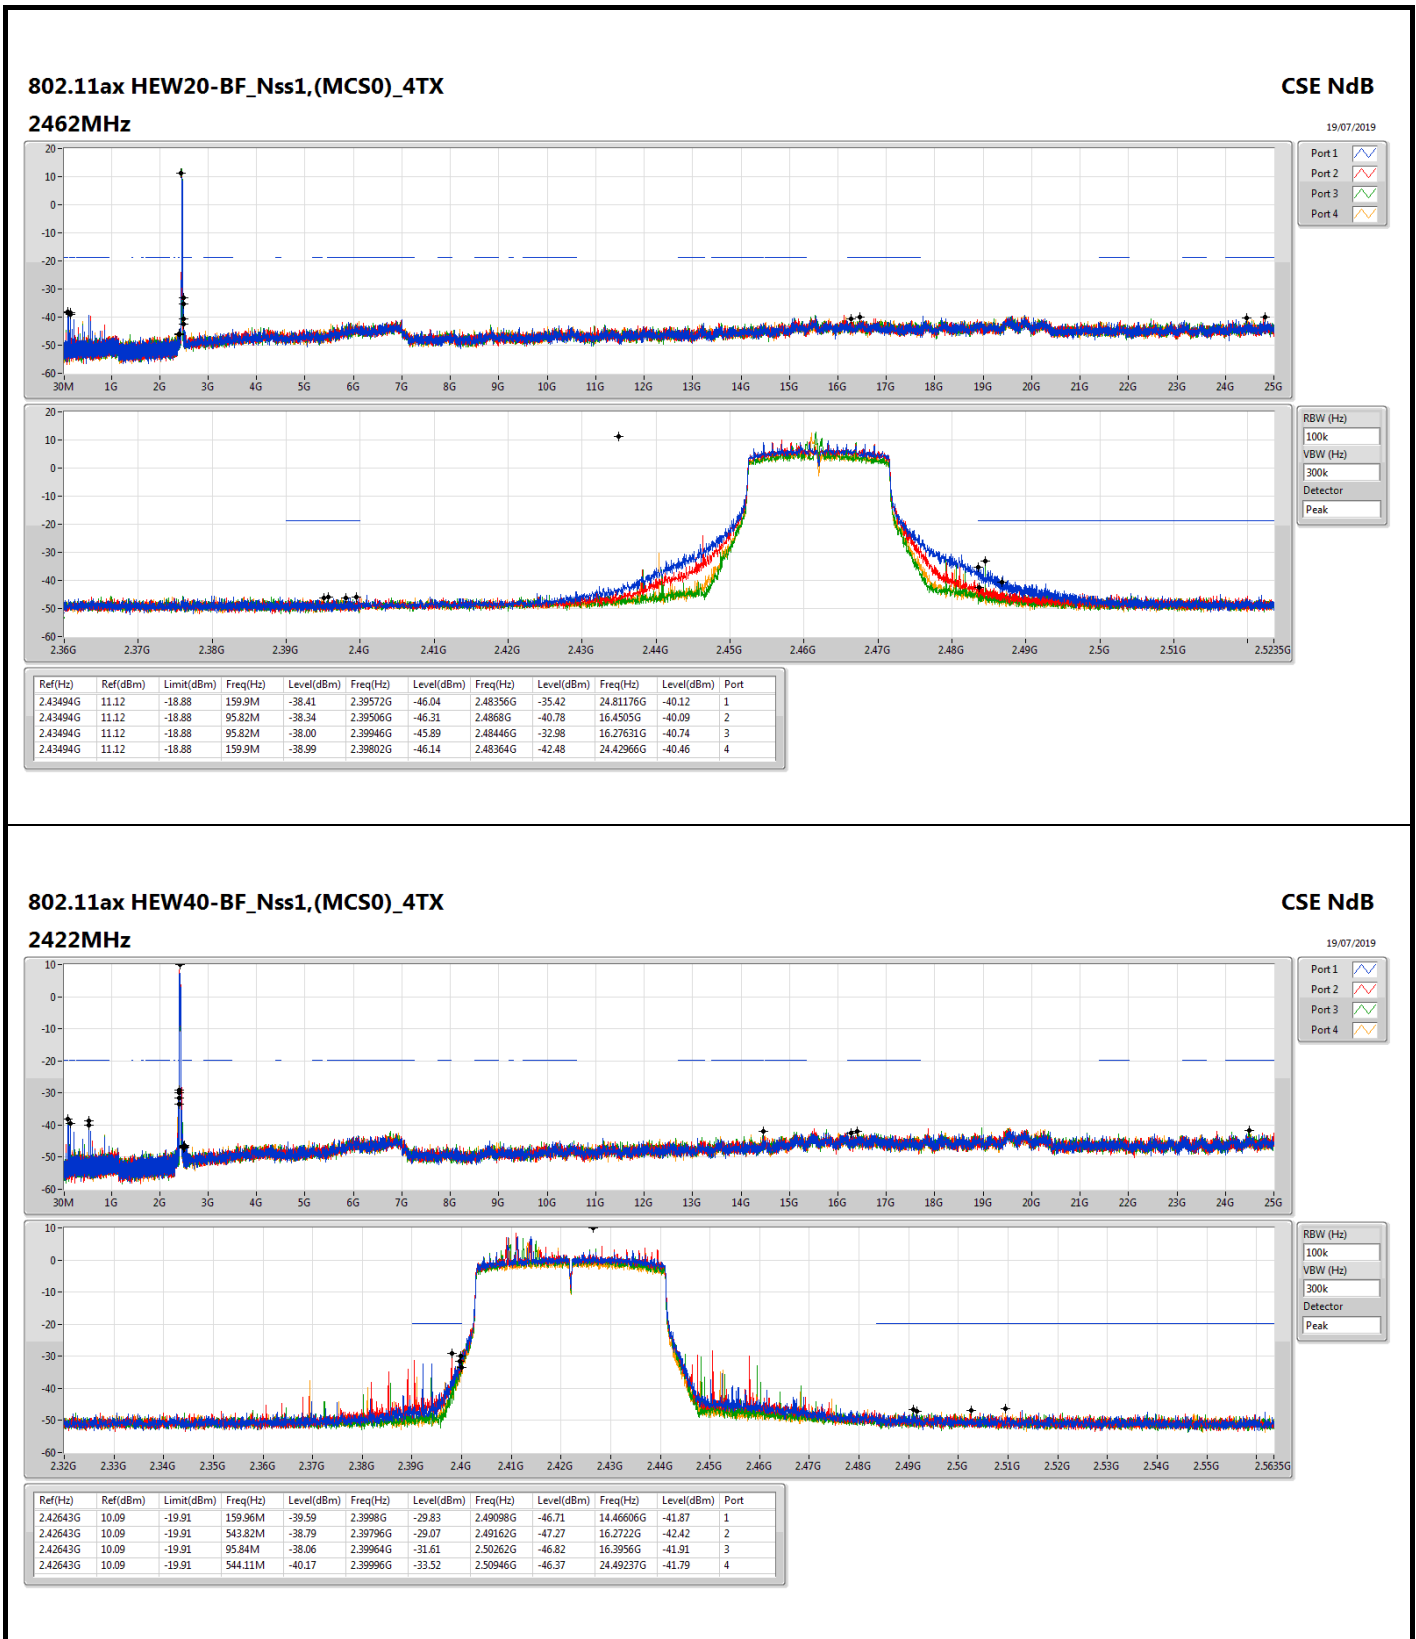 802.11ax HEW20-BF_Nss1,(MCS0)_4TX CSE NdB
2462MHz 19/07/2019
20
10
0
-10
-20
-30
-40
-50
-60
30M 1G 2G 3G 4G 5G 6G 7G 8G 9G 10G 11G 12G 13G 14G 15G 16G 17G 18G 19G 20G 21G 22G 23G 24G 25G
Port 1
Port 2
Port 3
Port 4
20
10
0
-10
-20
-30
-40
-50
-60
2.36G 2.37G 2.38G 2.39G 2.4G 2.41G 2.42G 2.43G 2.44G 2.45G 2.46G 2.47G 2.48G 2.49G 2.5G 2.51G 2.5235G
RBW (Hz)
100k
VBW (Hz)
300k
Detector
Peak
Ref(Hz) Ref(dBm) Limit(dBm) Freq(Hz) Level(dBm) Freq(Hz) Level(dBm) Freq(Hz) Level(dBm) Freq(Hz) Level(dBm) Port
2.43494G 11.12 -18.88 159.9M -38.41 2.39572G -46.04 2.48356G -35.42 24.81176G -40.12 1
2.43494G 11.12 -18.88 95.82M -38.34 2.39506G -46.31 2.4868G -40.78 16.4505G -40.09 2
2.43494G 11.12 -18.88 95.82M -38.00 2.39946G -45.89 2.48446G -32.98 16.27631G -40.74 3
2.43494G 11.12 -18.88 159.9M -38.99 2.39802G -46.14 2.48364G -42.48 24.42966G -40.46 4
802.11ax HEW40-BF_Nss1,(MCS0)_4TX CSE NdB
2422MHz 19/07/2019
10
0
-10
-20
-30
-40
-50
-60
30M 1G 2G 3G 4G 5G 6G 7G 8G 9G 10G 11G 12G 13G 14G 15G 16G 17G 18G 19G 20G 21G 22G 23G 24G 25G
Port 1
Port 2
Port 3
Port 4
10
0
-10
-20
-30
-40
-50
-60
2.32G 2.33G 2.34G 2.35G 2.36G 2.37G 2.38G 2.39G 2.4G 2.41G 2.42G 2.43G 2.44G 2.45G 2.46G 2.47G 2.48G 2.49G 2.5G 2.51G 2.52G 2.53G 2.54G 2.55G 2.5635G
RBW (Hz)
100k
VBW (Hz)
300k
Detector
Peak
Ref(Hz) Ref(dBm) Limit(dBm) Freq(Hz) Level(dBm) Freq(Hz) Level(dBm) Freq(Hz) Level(dBm) Freq(Hz) Level(dBm) Port
2.42643G 10.09 -19.91 159.96M -39.59 2.3998G -29.83 2.49098G -46.71 14.46606G -41.87 1
2.42643G 10.09 -19.91 543.82M -38.79 2.39796G -29.07 2.49162G -47.27 16.2722G -42.42 2
2.42643G 10.09 -19.91 95.84M -38.06 2.39964G -31.61 2.50262G -46.82 16.3956G -41.91 3
2.42643G 10.09 -19.91 544.11M -40.17 2.39996G -33.52 2.50946G -46.37 24.49237G -41.79 4